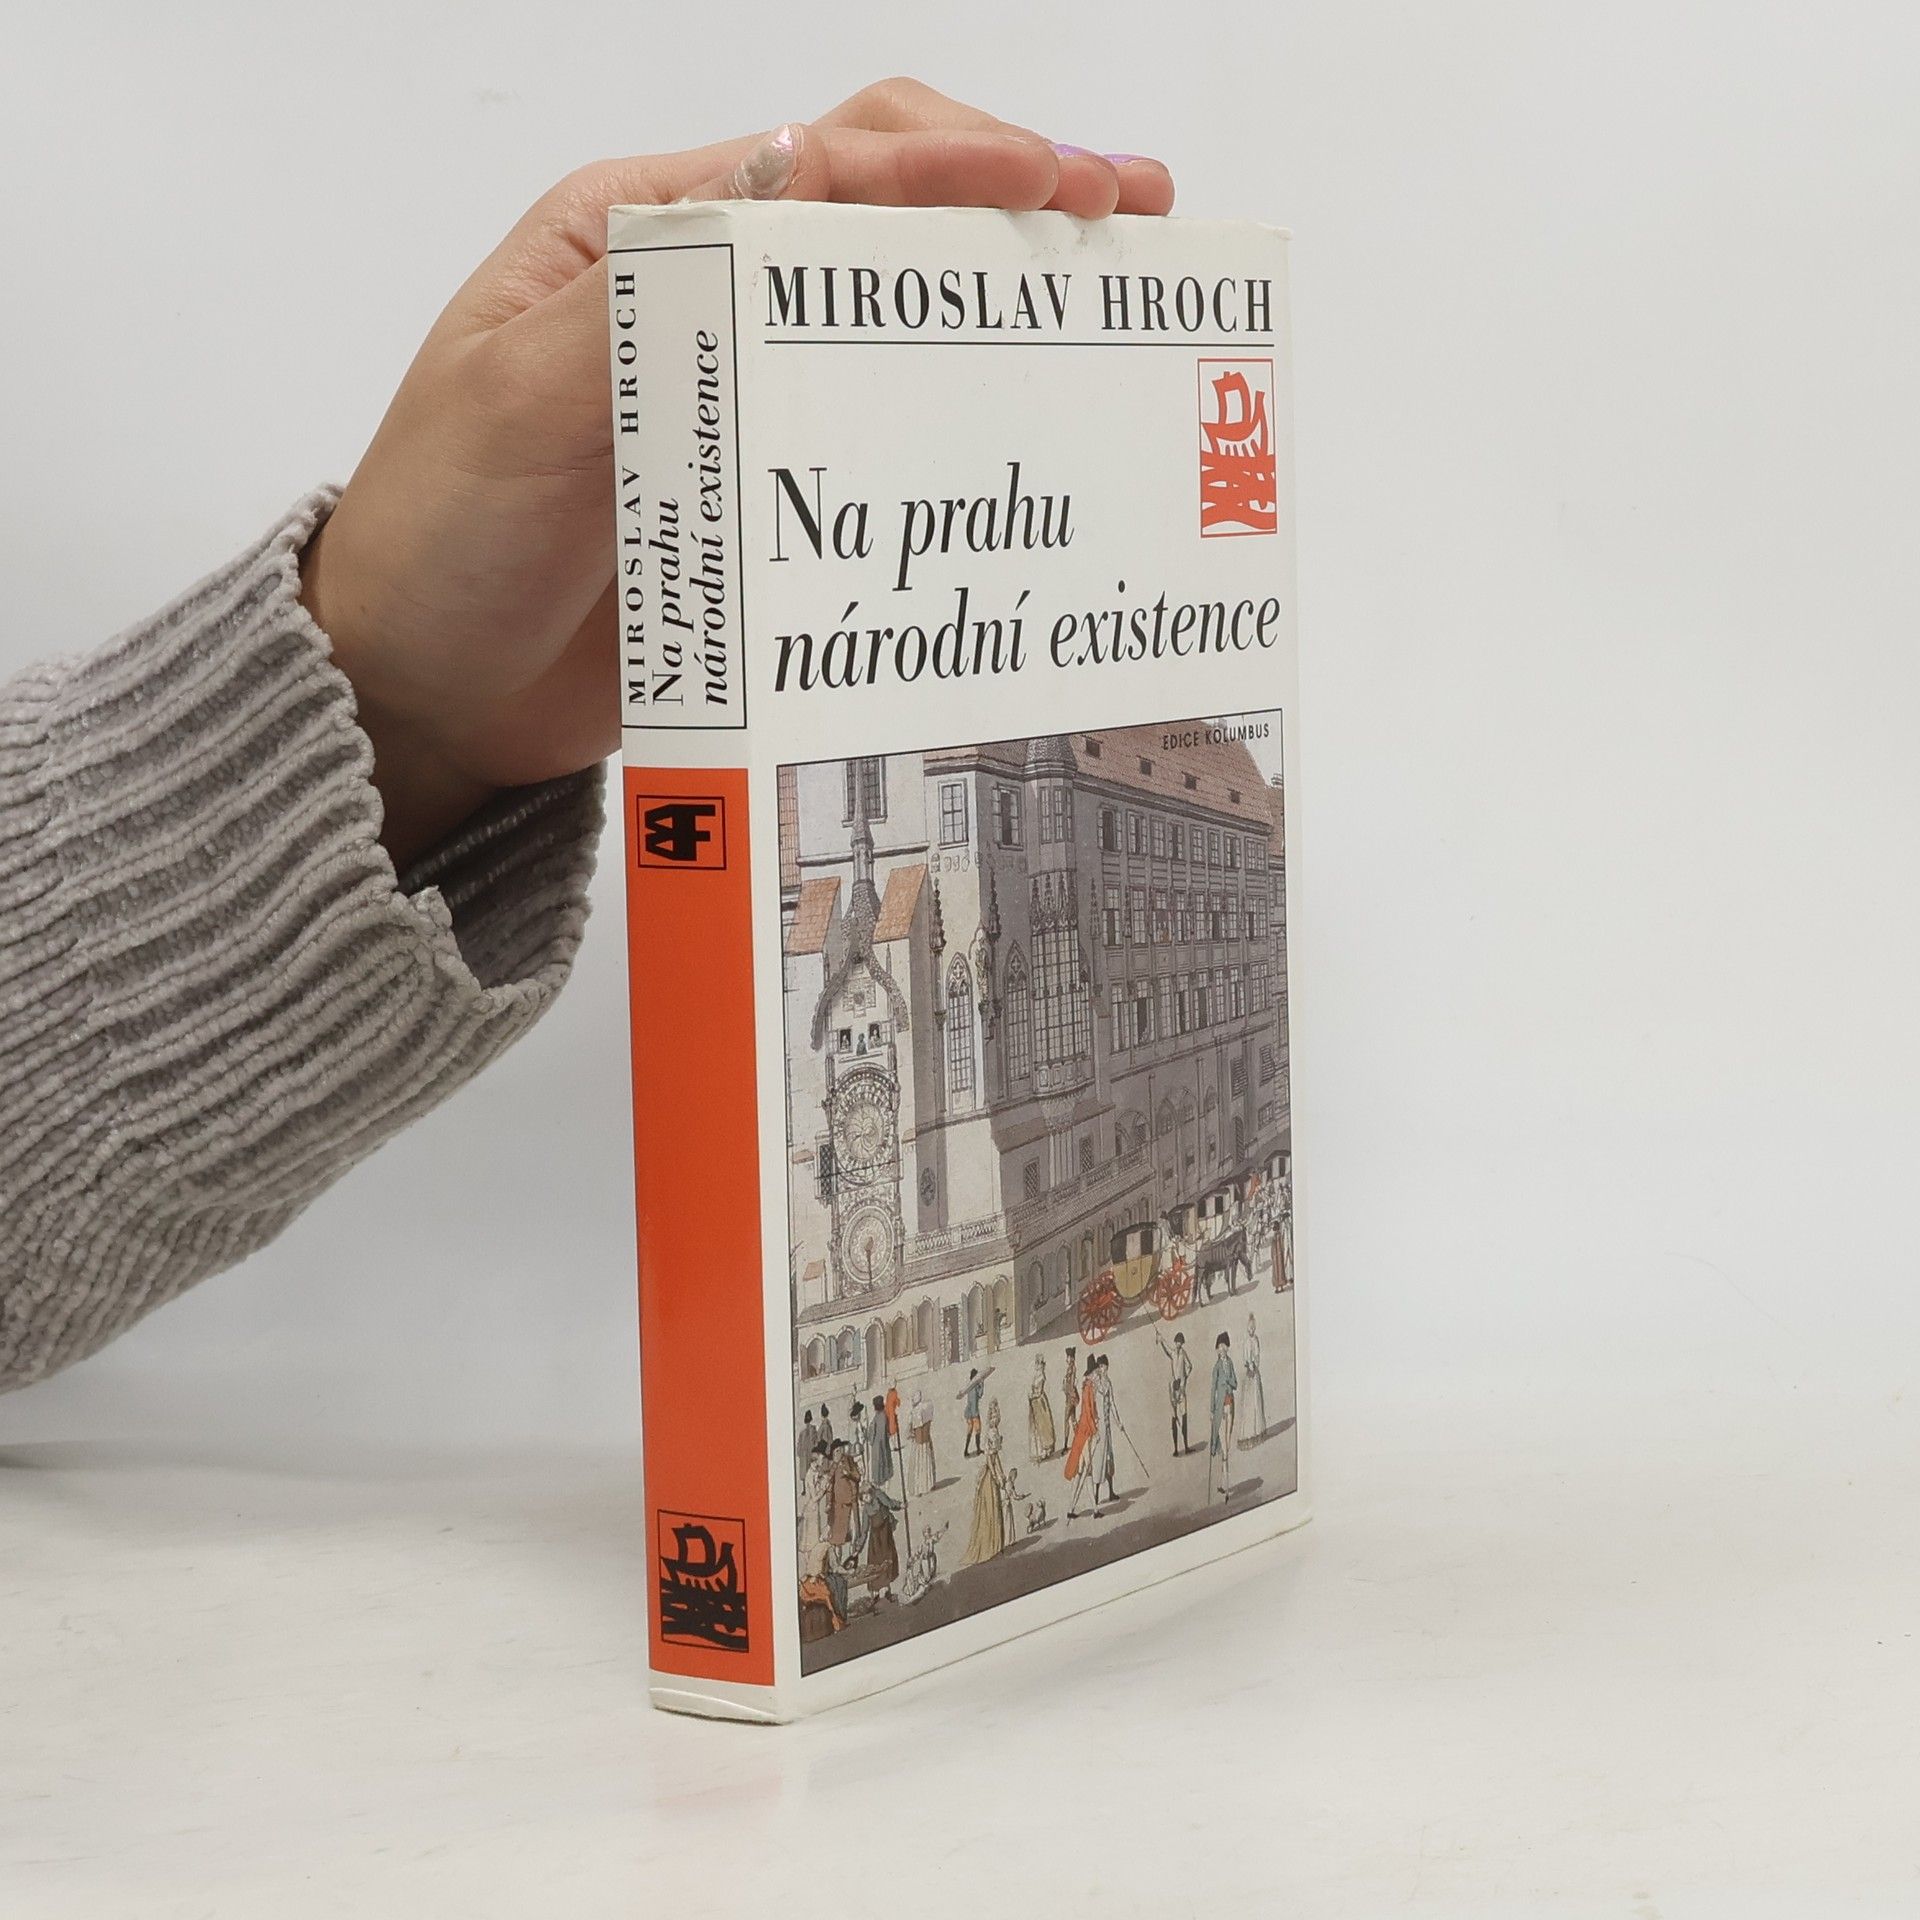 MIROSLAV HROCH
Na prahu
národní existence
MIROSLAV HROCH
Na prahu
národní existence
EDICE KOLUMBUS